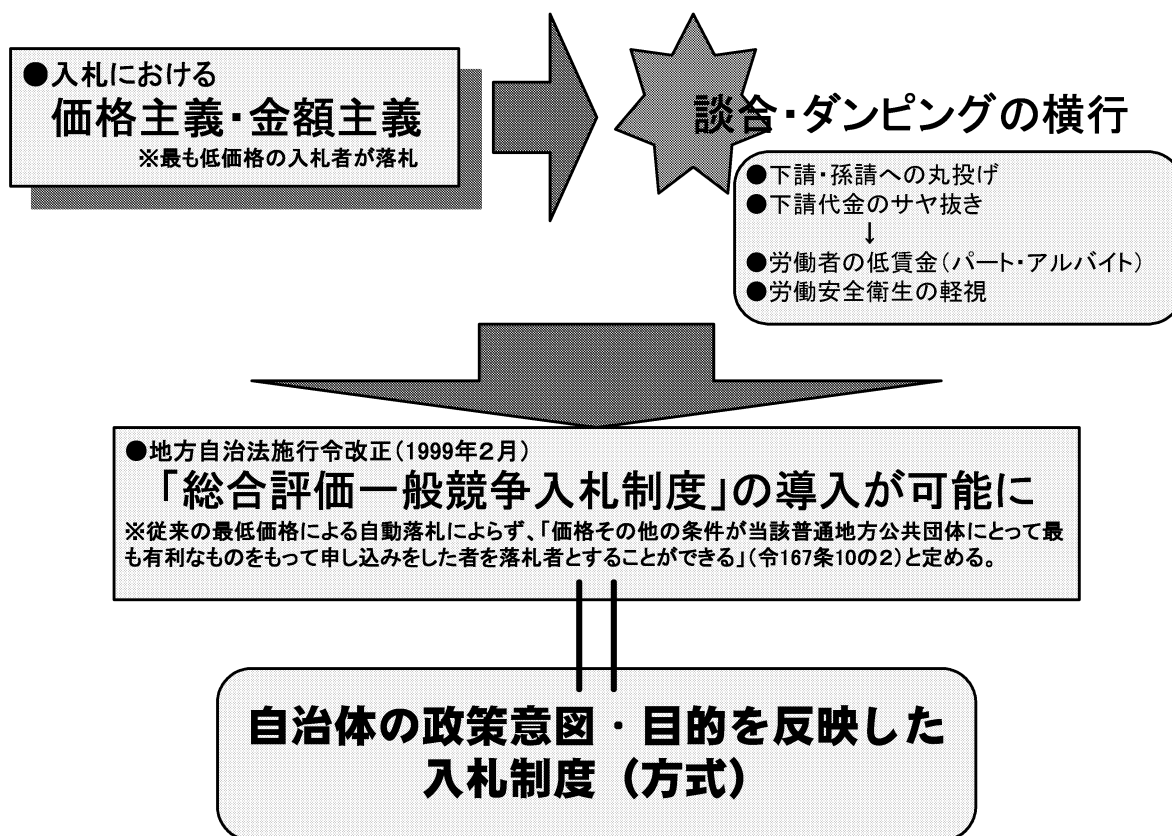 ●入札における
価格主義・金額主義
※最も低価格の入札者が落札
談合・ダンピングの横行
●下請・孫請への丸投げ
●下請代金のサヤ抜き
↓
●労働者の低賃金（パート・アルバイト）
●労働安全衛生の軽視
●地方自治法施行令改正（1999年２月）
「総合評価一般競争入札制度」の導入が可能に
※従来の最低価格による自動落札によらず、「価格その他の条件が当該普通地方公共団体にとって最
も有利なものをもって申し込みをした者を落札者とすることができる」（令167条10の２）と定める。
自治体の政策意図・目的を反映した
入札制度（方式）